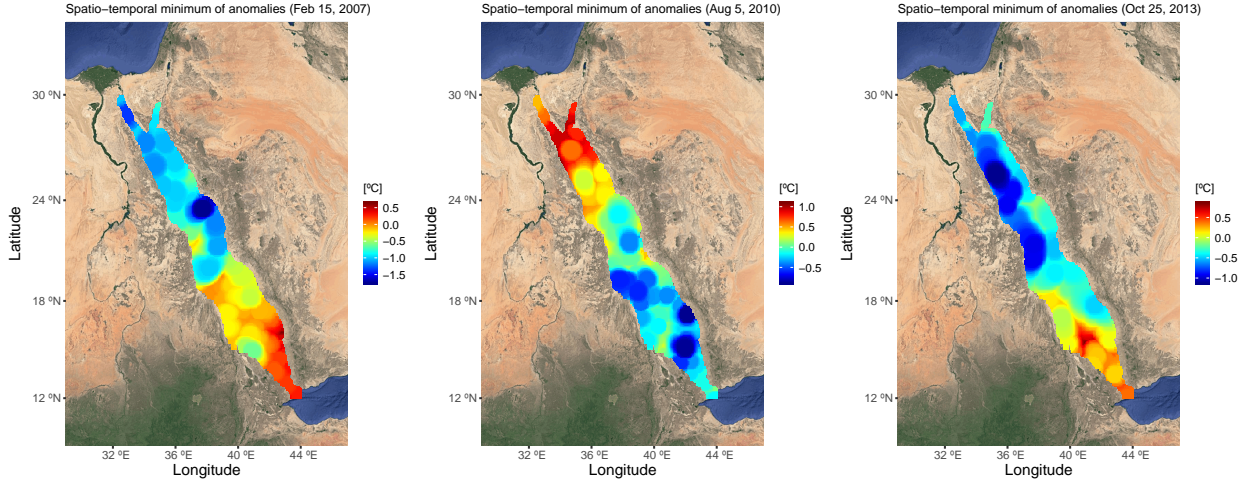 Spatio−temporal minimum of anomalies (Feb 15, 2007)
30 ºN
24 ºN
18 ºN
12 ºN
Latitude
32 ºE
36 ºE
40 ºE
44 ºE
Longitude
[ºC]
0.5
0.0
−0.5
−1.0
−1.5
Spatio−temporal minimum of anomalies (Aug 5, 2010)
30 ºN
24 ºN
18 ºN
12 ºN
Latitude
32 ºE
36 ºE
40 ºE
44 ºE
Longitude
[ºC]
1.0
0.5
0.0
−0.5
Spatio−temporal minimum of anomalies (Oct 25, 2013)
30 ºN
24 ºN
18 ºN
12 ºN
Latitude
32 ºE
36 ºE
40 ºE
44 ºE
Longitude
[ºC]
0.5
0.0
−0.5
−1.0